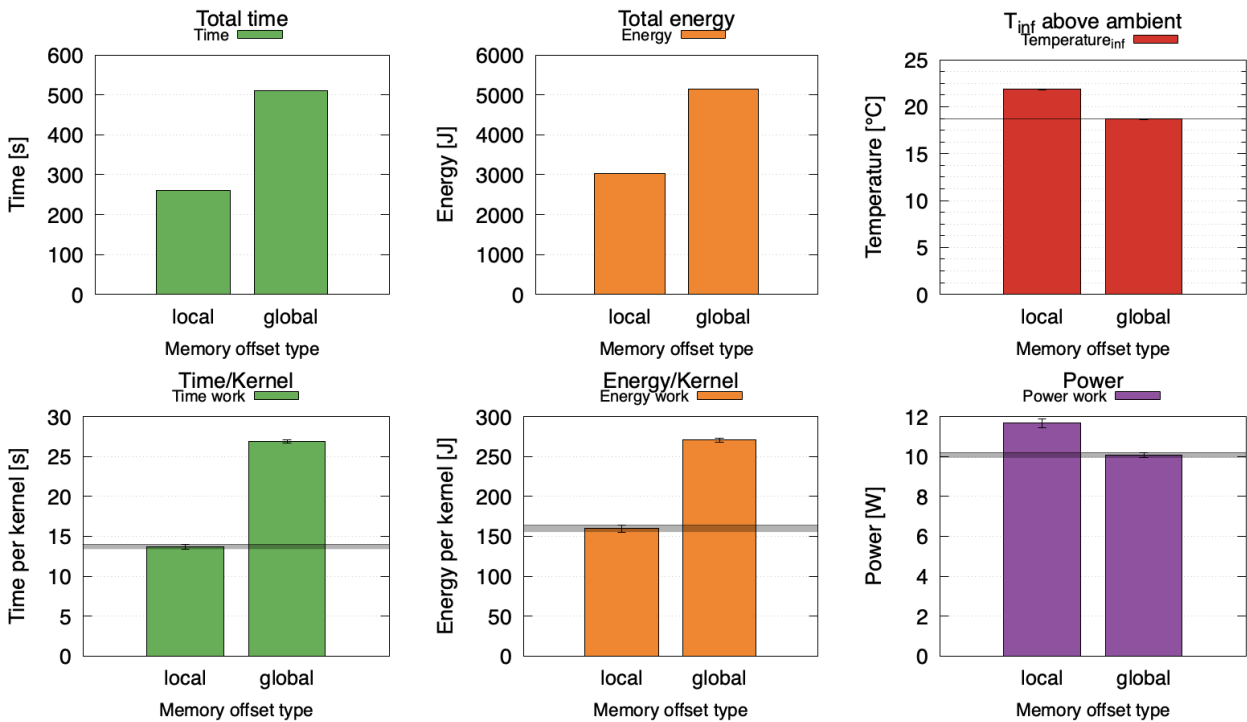 Total time
Time
600
500
400
300
200
100
0
Time [s]
local global
Memory offset type
Total energy
Energy
6000
5000
4000
3000
2000
1000
0
Energy [J]
local global
Memory offset type
Tinf above ambient
Temperatureinf
25
20
15
10
5
0
Temperature [°C]
local global
Memory offset type
Time/Kernel
Time work
30
25
20
15
10
5
0
Time per kernel [s]
local global
Memory offset type
Energy/Kernel
Energy work
300
250
200
150
100
50
0
Energy per kernel [J]
local global
Memory offset type
Power
Power work
12
10
8
6
4
2
0
Power [W]
local global
Memory offset type